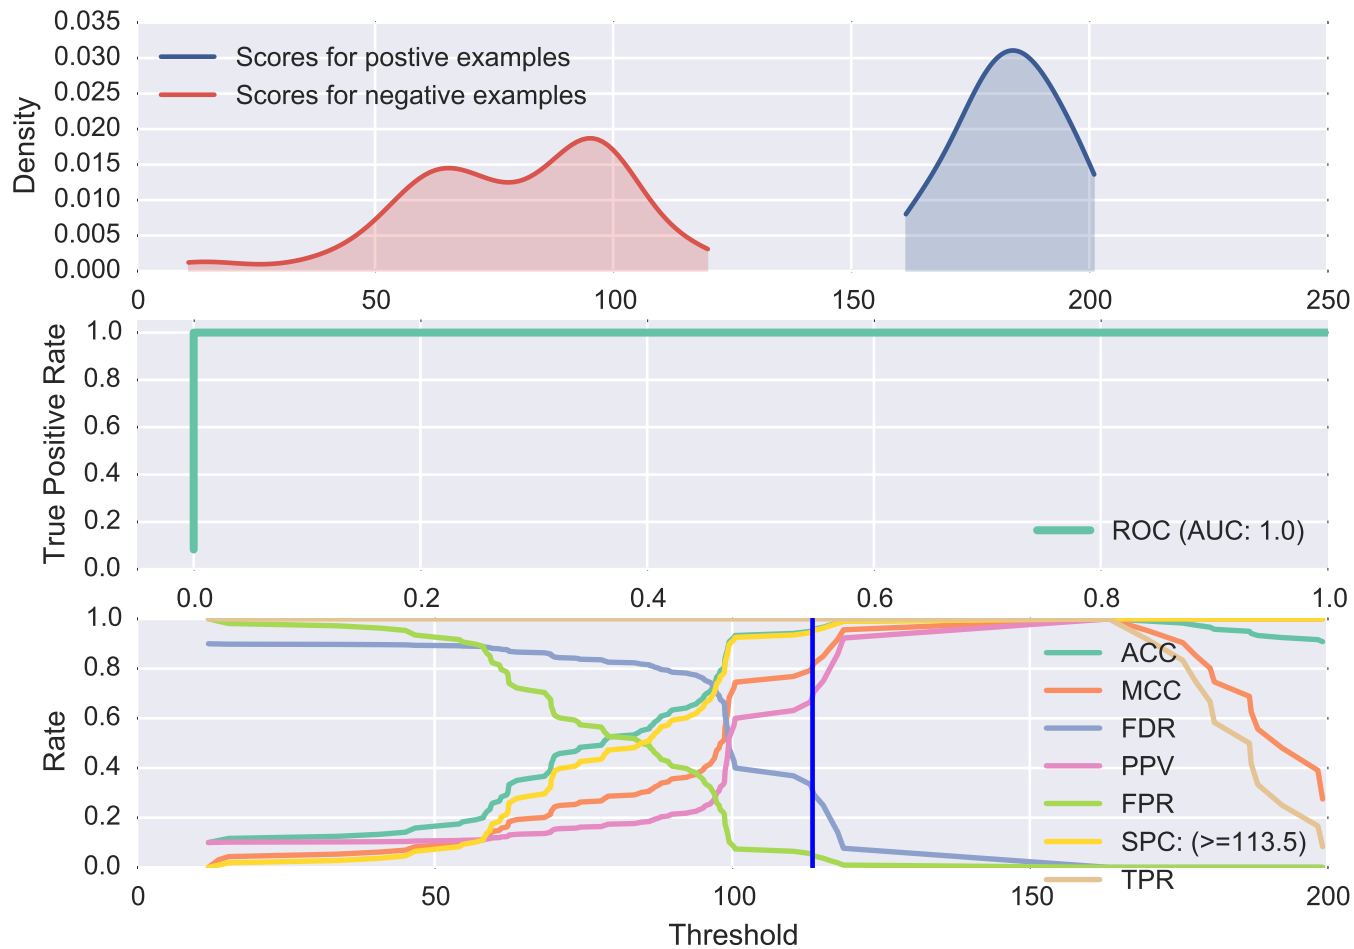 0.035
0.030
0.025
0.020
0.015
0.010
0.005
0.000
Density
Scores for postive examples
Scores for negative examples
0 50 100 150 200 250
1.0
0.8
0.6
0.4
0.2
0.0
True Positive Rate
ROC (AUC: 1.0)
0.0 0.2 0.4 0.6 0.8 1.0
1.0
0.8
0.6
0.4
0.2
0.0
Rate
ACC
MCC
FDR
PPV
FPR
SPC: (>=113.5)
TPR
0 50 100 150 200
Threshold